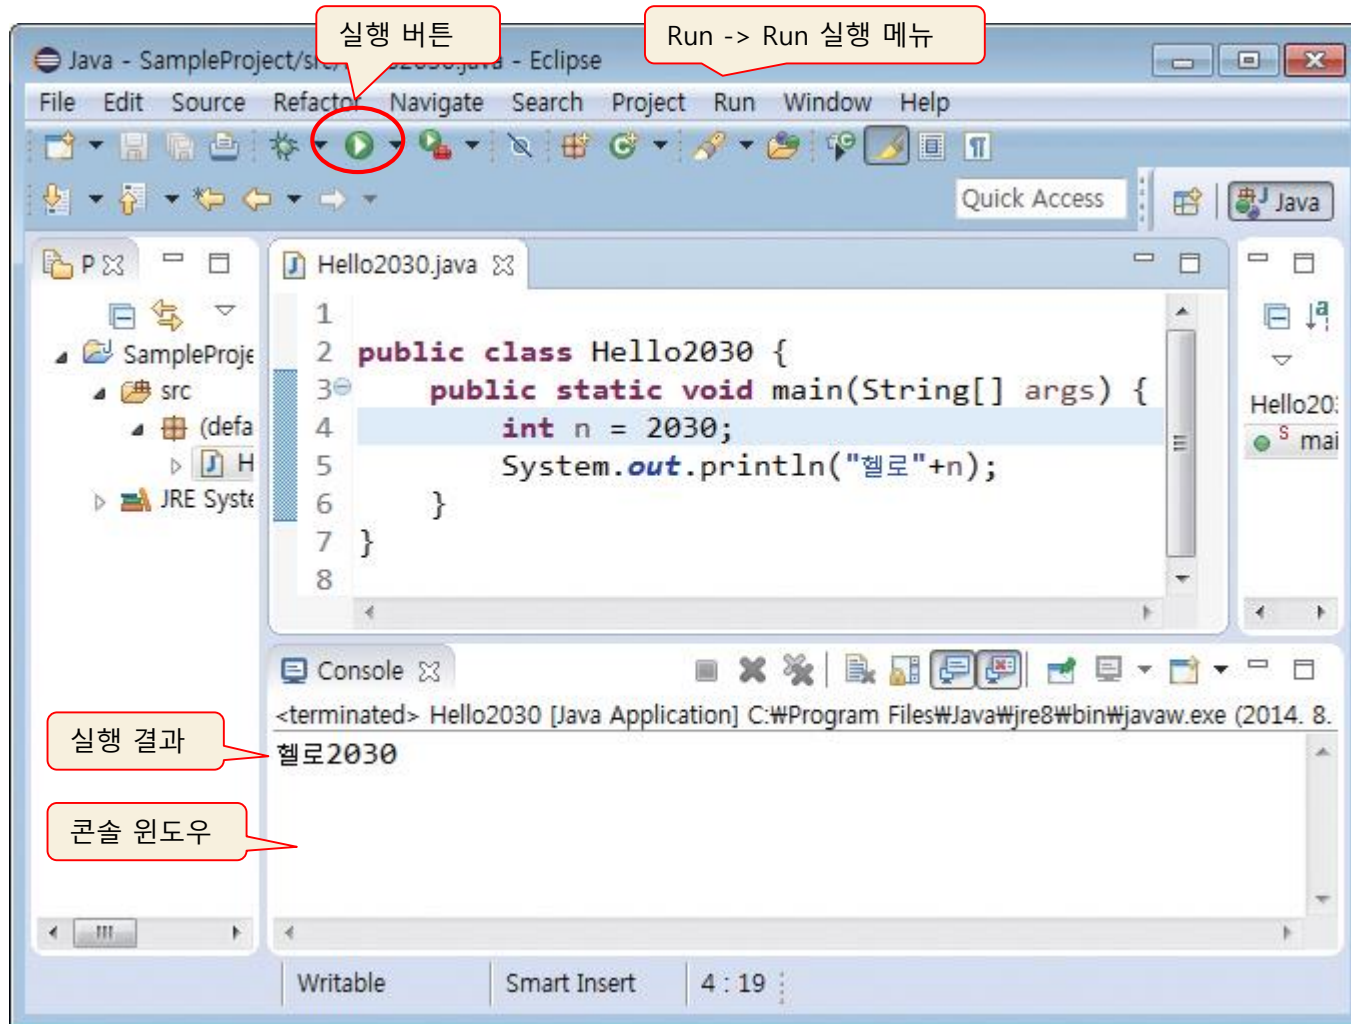 실행 버튼
Run -> Run 실행 메뉴
Java - SampleProject/src/Hello2030.java - Eclipse
File Edit Source Refactor Navigate Search Project Run Window Help
Quick Access
Java
P
Hello2030.java
SampleProje
src
(defa
H
JRE Syste
1
2 public class Hello2030 {
3 public static void main(String[] args) {
4 int n = 2030;
5 System.out.println("헬로"+n);
6 }
7 }
8
Hello20
S mai
Console
<terminated> Hello2030 [Java Application] C:₩Program Files₩Java₩jre8₩bin₩javaw.exe (2014. 8.
실행 결과
헬로2030
콘솔 윈도우
Writable Smart Insert 4 : 19